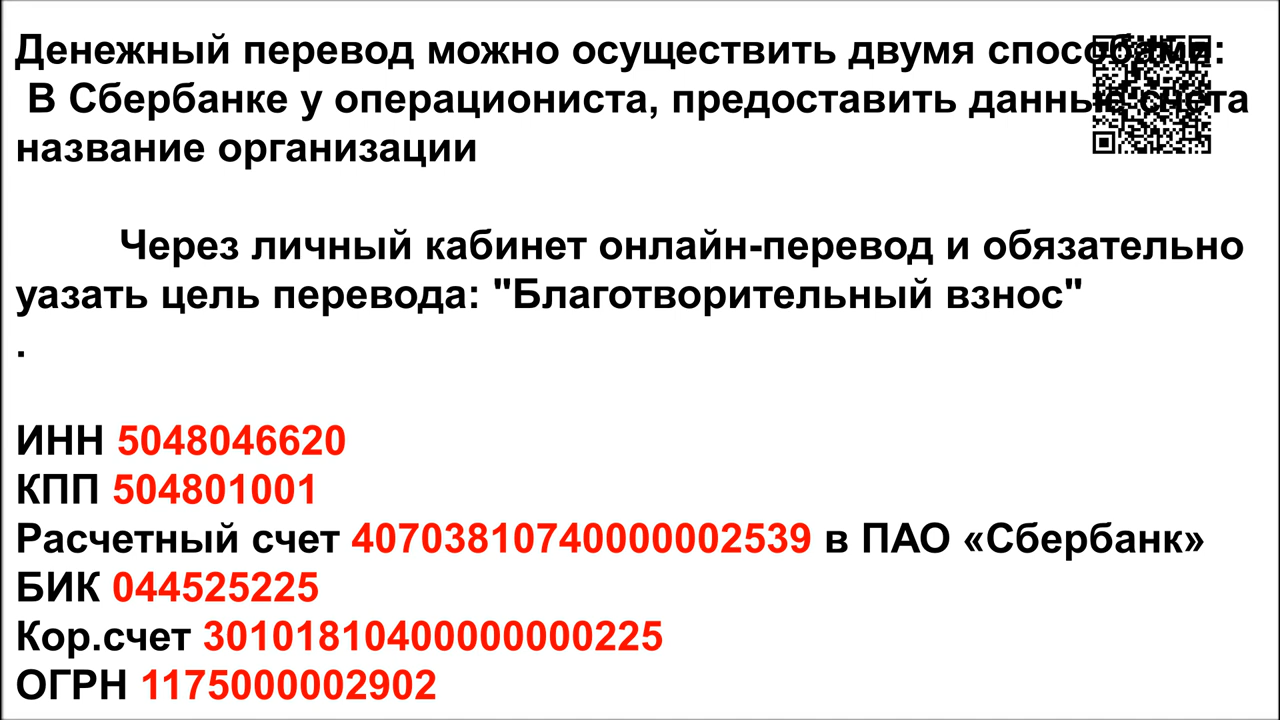 Денежный перевод можно осуществить двумя способами:
В Сбербанке у операциониста, предоставить данные счета
название организации
Через личный кабинет онлайн-перевод и обязательно
уазать цель перевода: "Благотворительный взнос"
.
ИНН 5048046620
КПП 504801001
Расчетный счет 40703810740000002539 в ПАО «Сбербанк»
БИК 044525225
Кор.счет 30101810400000000225
ОГРН 1175000002902